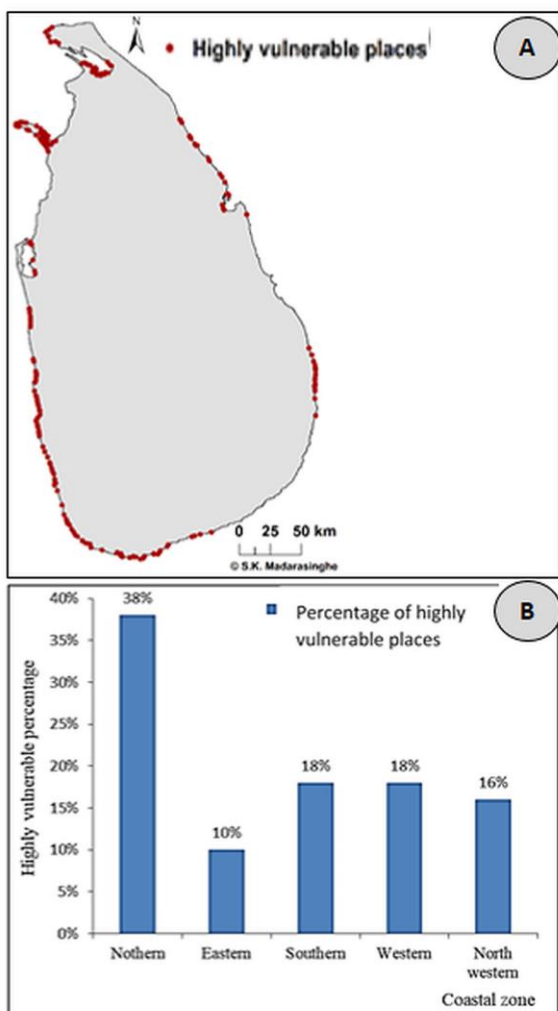 N
Highly vulnerable places
A
0 25 50 km
© S.K. Madarasinghe
B
Percentage of highly
vulnerable places
Highly vulnerable percentage
40%
35%
30%
25%
20%
15%
10%
5%
0%
38%
10%
18%
18%
16%
Nothern
Eastern
Southern
Western
North
western
Coastal zone